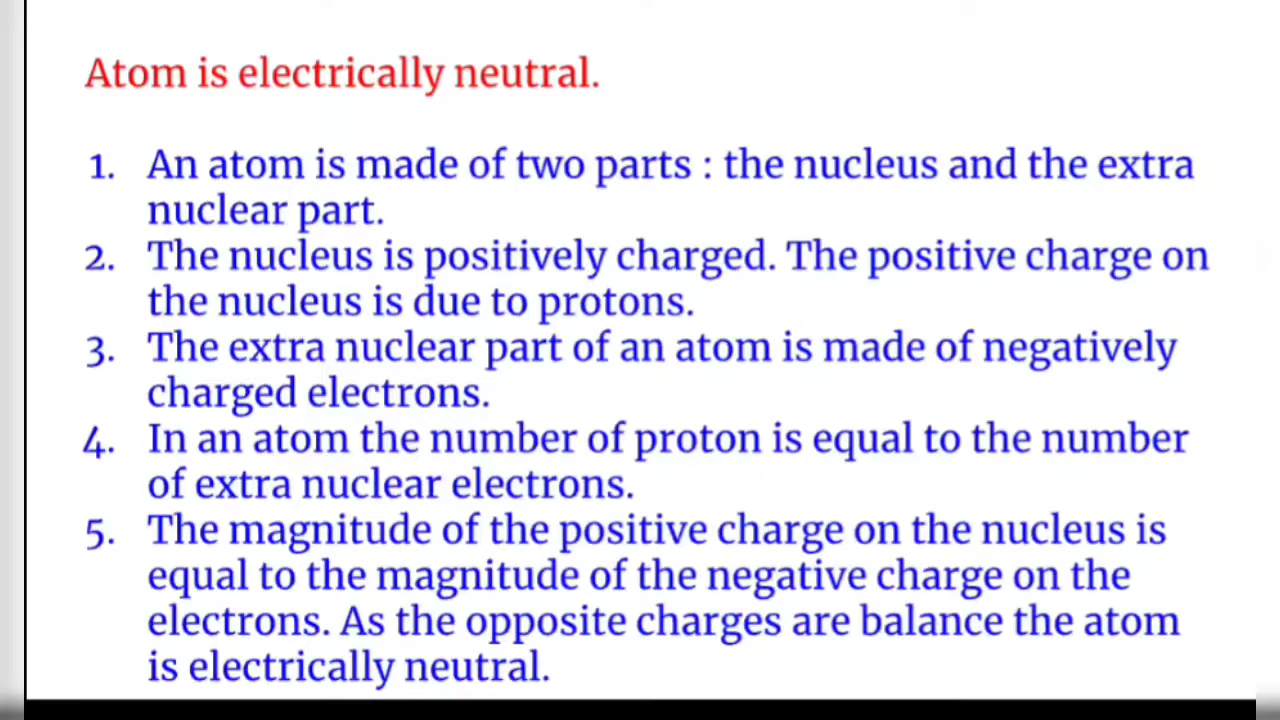 Atom is electrically neutral.
1. An atom is made of two parts : the nucleus and the extra
nuclear part.
2. The nucleus is positively charged. The positive charge on
the nucleus is due to protons.
3. The extra nuclear part of an atom is made of negatively
charged electrons.
4. In an atom the number of proton is equal to the number
of extra nuclear electrons.
5. The magnitude of the positive charge on the nucleus is
equal to the magnitude of the negative charge on the
electrons. As the opposite charges are balance the atom
is electrically neutral.